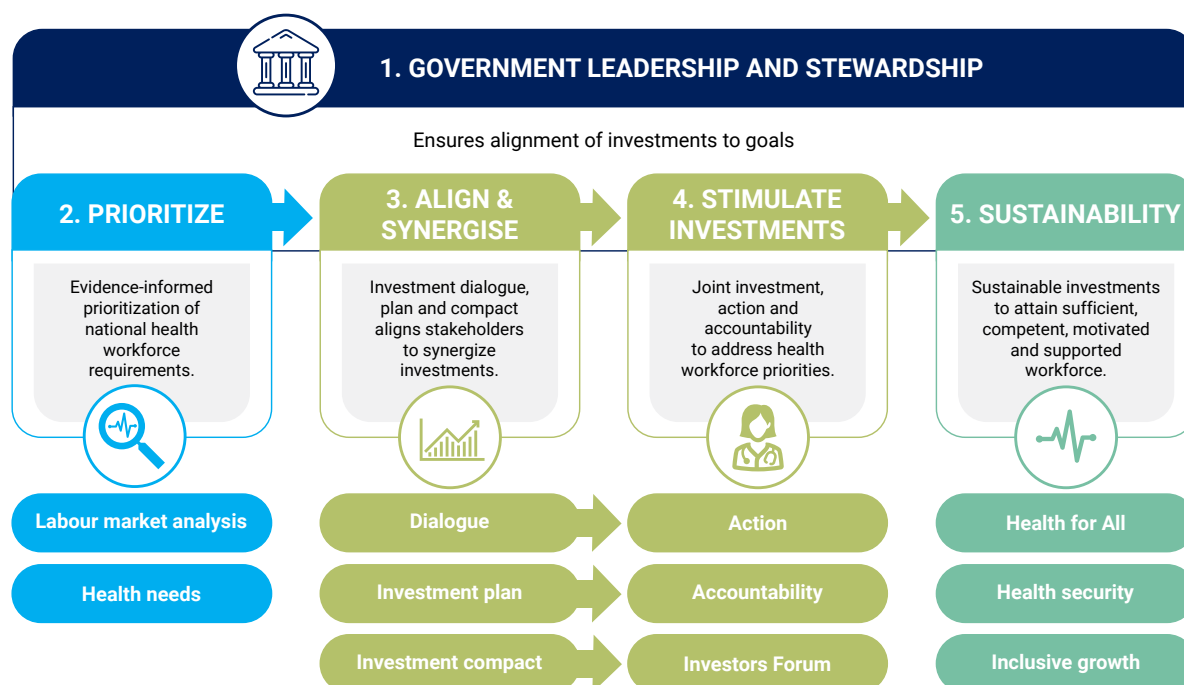 1. GOVERNMENT LEADERSHIP AND STEWARDSHIP
Ensures alignment of investments to goals
2. PRIORITIZE
Evidence-informed
prioritization of
national health
workforce
requirements.
Labour market analysis
Health needs
3. ALIGN &
SYNERGISE
Investment dialogue,
plan and compact
aligns stakeholders
to synergize
investments.
Dialogue
Investment plan
Investment compact
4. STIMULATE
INVESTMENTS
Joint investment,
action and
accountability
to address health
workforce priorities.
Action
Accountability
Investors Forum
5. SUSTAINABILITY
Sustainable investments
to attain sufficient,
competent, motivated
and supported
workforce.
Health for All
Health security
Inclusive growth